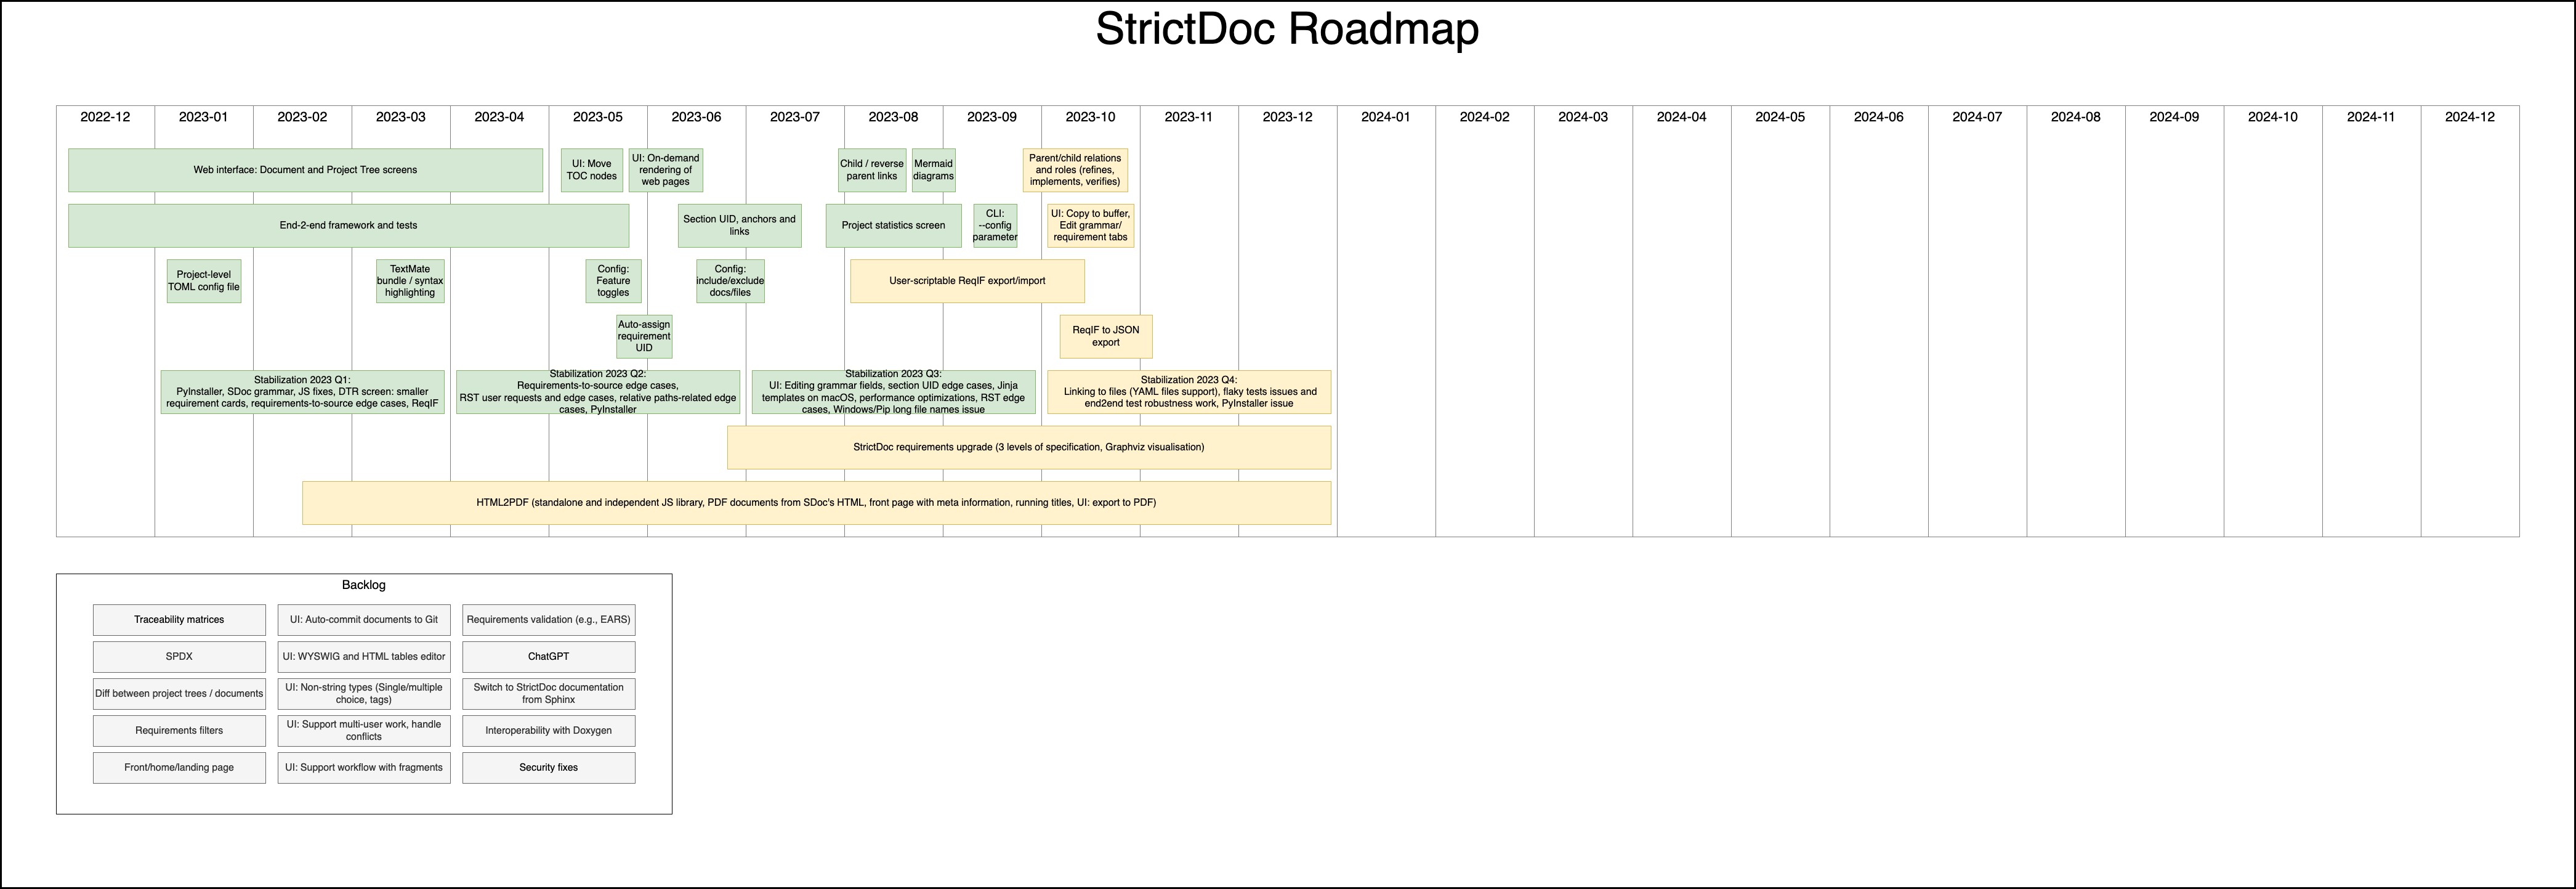 StrictDoc Roadmap
2022-12
2023-01
2023-02
2023-03
2023-04
2023-05
2023-06
2023-07
2023-08
2023-09
2023-10
2023-11
2023-12
2024-01
2024-02
2024-03
2024-04
2024-05
2024-06
2024-07
2024-08
2024-09
2024-10
2024-11
2024-12
Web interface: Document and Project Tree screens
UI: Move
TOC nodes
UI: On-demand
rendering of
web pages
Child / reverse
parent links
Mermaid
diagrams
Parent/child relations
and roles (refines,
implements, verifies)
End-2-end framework and tests
Section UID, anchors and
links
Project statistics screen
CLI:
--config
parameter
UI: Copy to buffer,
Edit grammar/
requirement tabs
Project-level
TOML config file
TextMate
bundle / syntax
highlighting
Config:
Feature
toggles
Config:
include/exclude
docs/files
User-scriptable ReqIF export/import
Auto-assign
requirement
UID
ReqIF to JSON
export
Stabilization 2023 Q1:
PyInstaller, SDoc grammar, JS fixes, DTR screen: smaller
requirement cards, requirements-to-source edge cases, ReqIF
Stabilization 2023 Q2:
Requirements-to-source edge cases,
RST user requests and edge cases, relative paths-related edge
cases, PyInstaller
Stabilization 2023 Q3:
UI: Editing grammar fields, section UID edge cases, Jinja
templates on macOS, performance optimizations, RST edge
cases, Windows/Pip long file names issue
Stabilization 2023 Q4:
Linking to files (YAML files support), flaky tests issues and
end2end test robustness work, PyInstaller issue
StrictDoc requirements upgrade (3 levels of specification, Graphviz visualisation)
HTML2PDF (standalone and independent JS library, PDF documents from SDoc's HTML, front page with meta information, running titles, UI: export to PDF)
Backlog
Traceability matrices
UI: Auto-commit documents to Git
Requirements validation (e.g., EARS)
SPDX
UI: WYSWIG and HTML tables editor
ChatGPT
Diff between project trees / documents
UI: Non-string types (Single/multiple
choice, tags)
Switch to StrictDoc documentation
from Sphinx
Requirements filters
UI: Support multi-user work, handle
conflicts
Interoperability with Doxygen
Front/home/landing page
UI: Support workflow with fragments
Security fixes